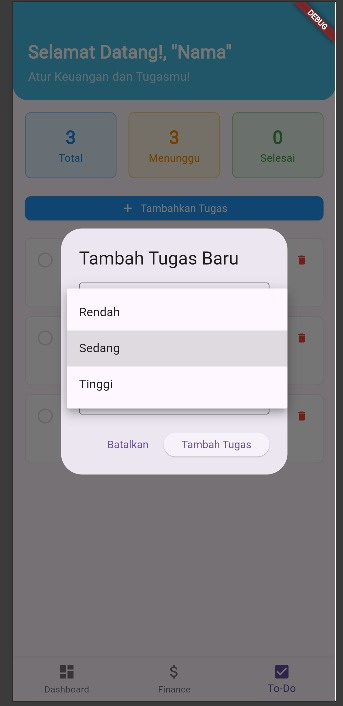 DEBUG
Selamat Datang!, "Nama"
Atur Keuangan dan Tugasmu!
3
Total
3
Menunggu
0
Selesai
+ Tambahkan Tugas
Tambah Tugas Baru
Rendah
Sedang
Tinggi
Batalkan
Tambah Tugas
Dashboard
Finance
To-Do